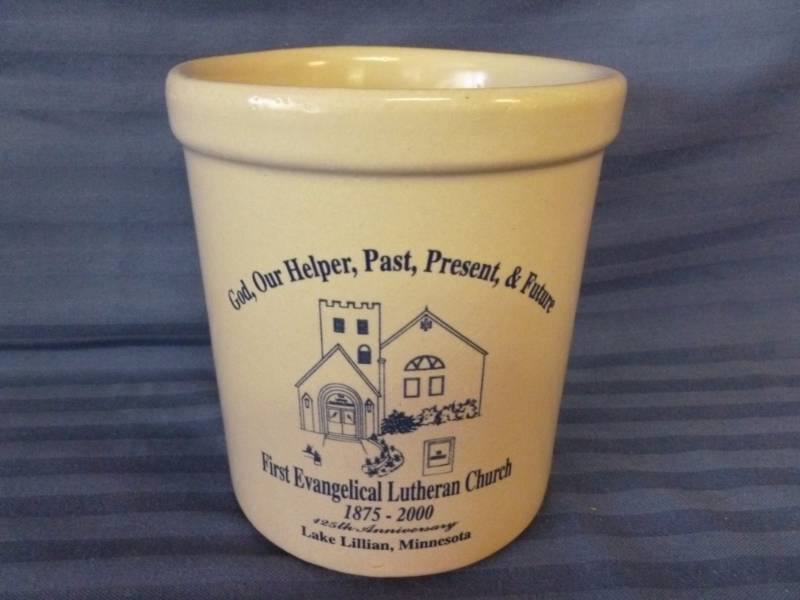 God, Our Helper, Past, Present, & Future
First Evangelical Lutheran Church
1875 - 2000
125th Anniversary
Lake Lillian, Minnesota